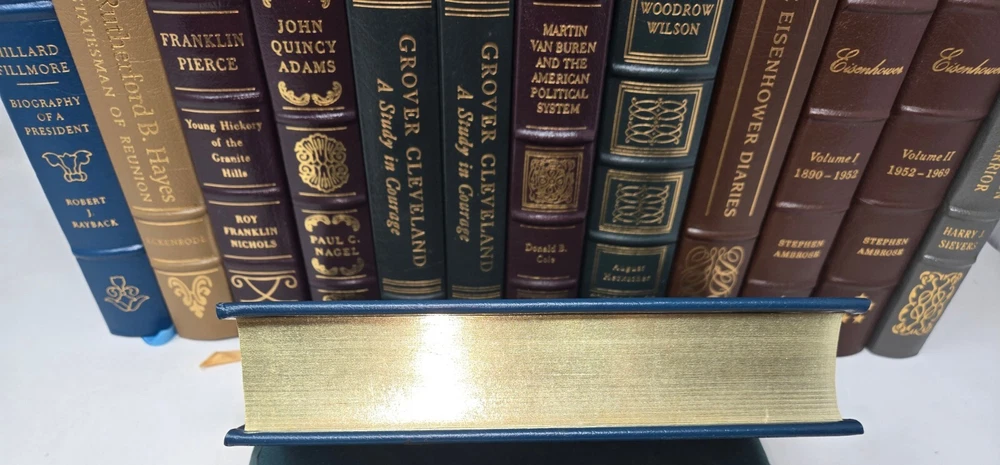 ILLARD
FILLMORE
BIOGRAPHY
OF A
PRESIDENT
ROBERT
J.
RAYBACK
Rutherford B. Hayes
STATESMAN OF REUNION
ECKENRODE
FRANKLIN
PIERCE
Young Hickory
of the
Granite
Hills
ROY
FRANKLIN
NICHOLS
JOHN
QUINCY
ADAMS
PAUL C.
NAGEL
GROVER CLEVELAND
A Study in Courage
GROVER CLEVELAND
A Study in Courage
MARTIN
VAN BUREN
AND THE
AMERICAN
POLITICAL
SYSTEM
Donald B.
Cole
WOODROW
WILSON
August
Heckscher
EISENHOWER DIARIES
Eisenhower
Volume I
1890-1952
STEPHEN
AMBROSE
Eisenhower
Volume II
1952-1969
STEPHEN
AMBROSE
HARRY J.
SIEVERS